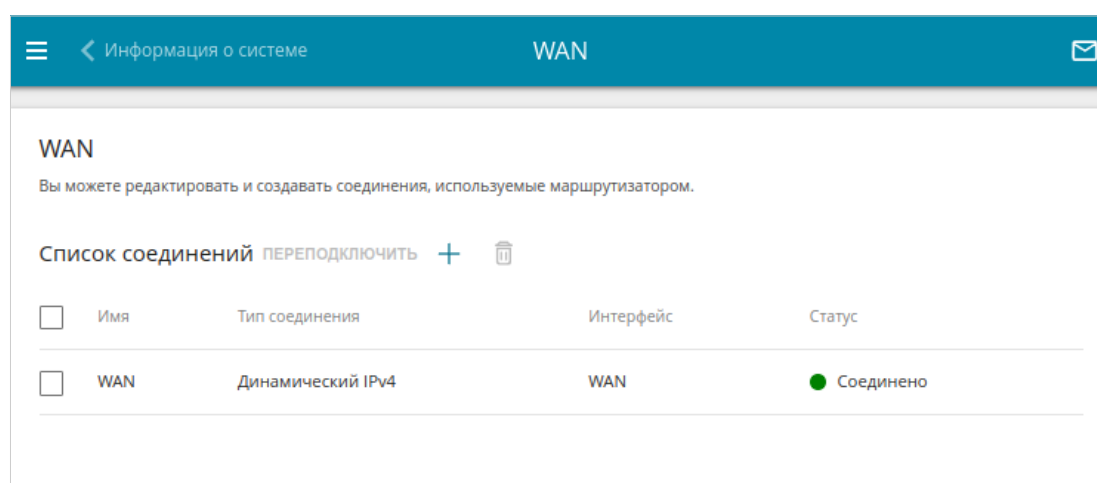 Информация о системе WAN
WAN
Вы можете редактировать и создавать соединения, используемые маршрутизатором.
Список соединений ПЕРЕПОДКЛЮЧИТЬ
Имя Тип соединения Интерфейс Статус
WAN Динамический IPv4 WAN Соединено